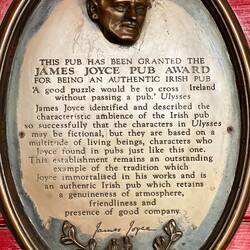 THIS PUB HAS BEEN GRANTED THE
JAMES JOYCE PUB AWARD
FOR BEING AN AUTHENTIC IRISH PUB
'A good puzzle would be to cross Ireland
without passing a pub.' Ulysses
James Joyce identified and described the
characteristic ambience of the Irish pub
so successfully that the characters in Ulysses
may be fictional, but they are based on a
multitude of living beings, characters who
Joyce found in pubs just like this one.
This establishment remains an outstanding
example of the tradition which
Joyce immortalised in his works and is
an authentic Irish pub which retains
a genuineness of atmosphere,
friendliness and
presence of good company.
James Joyce